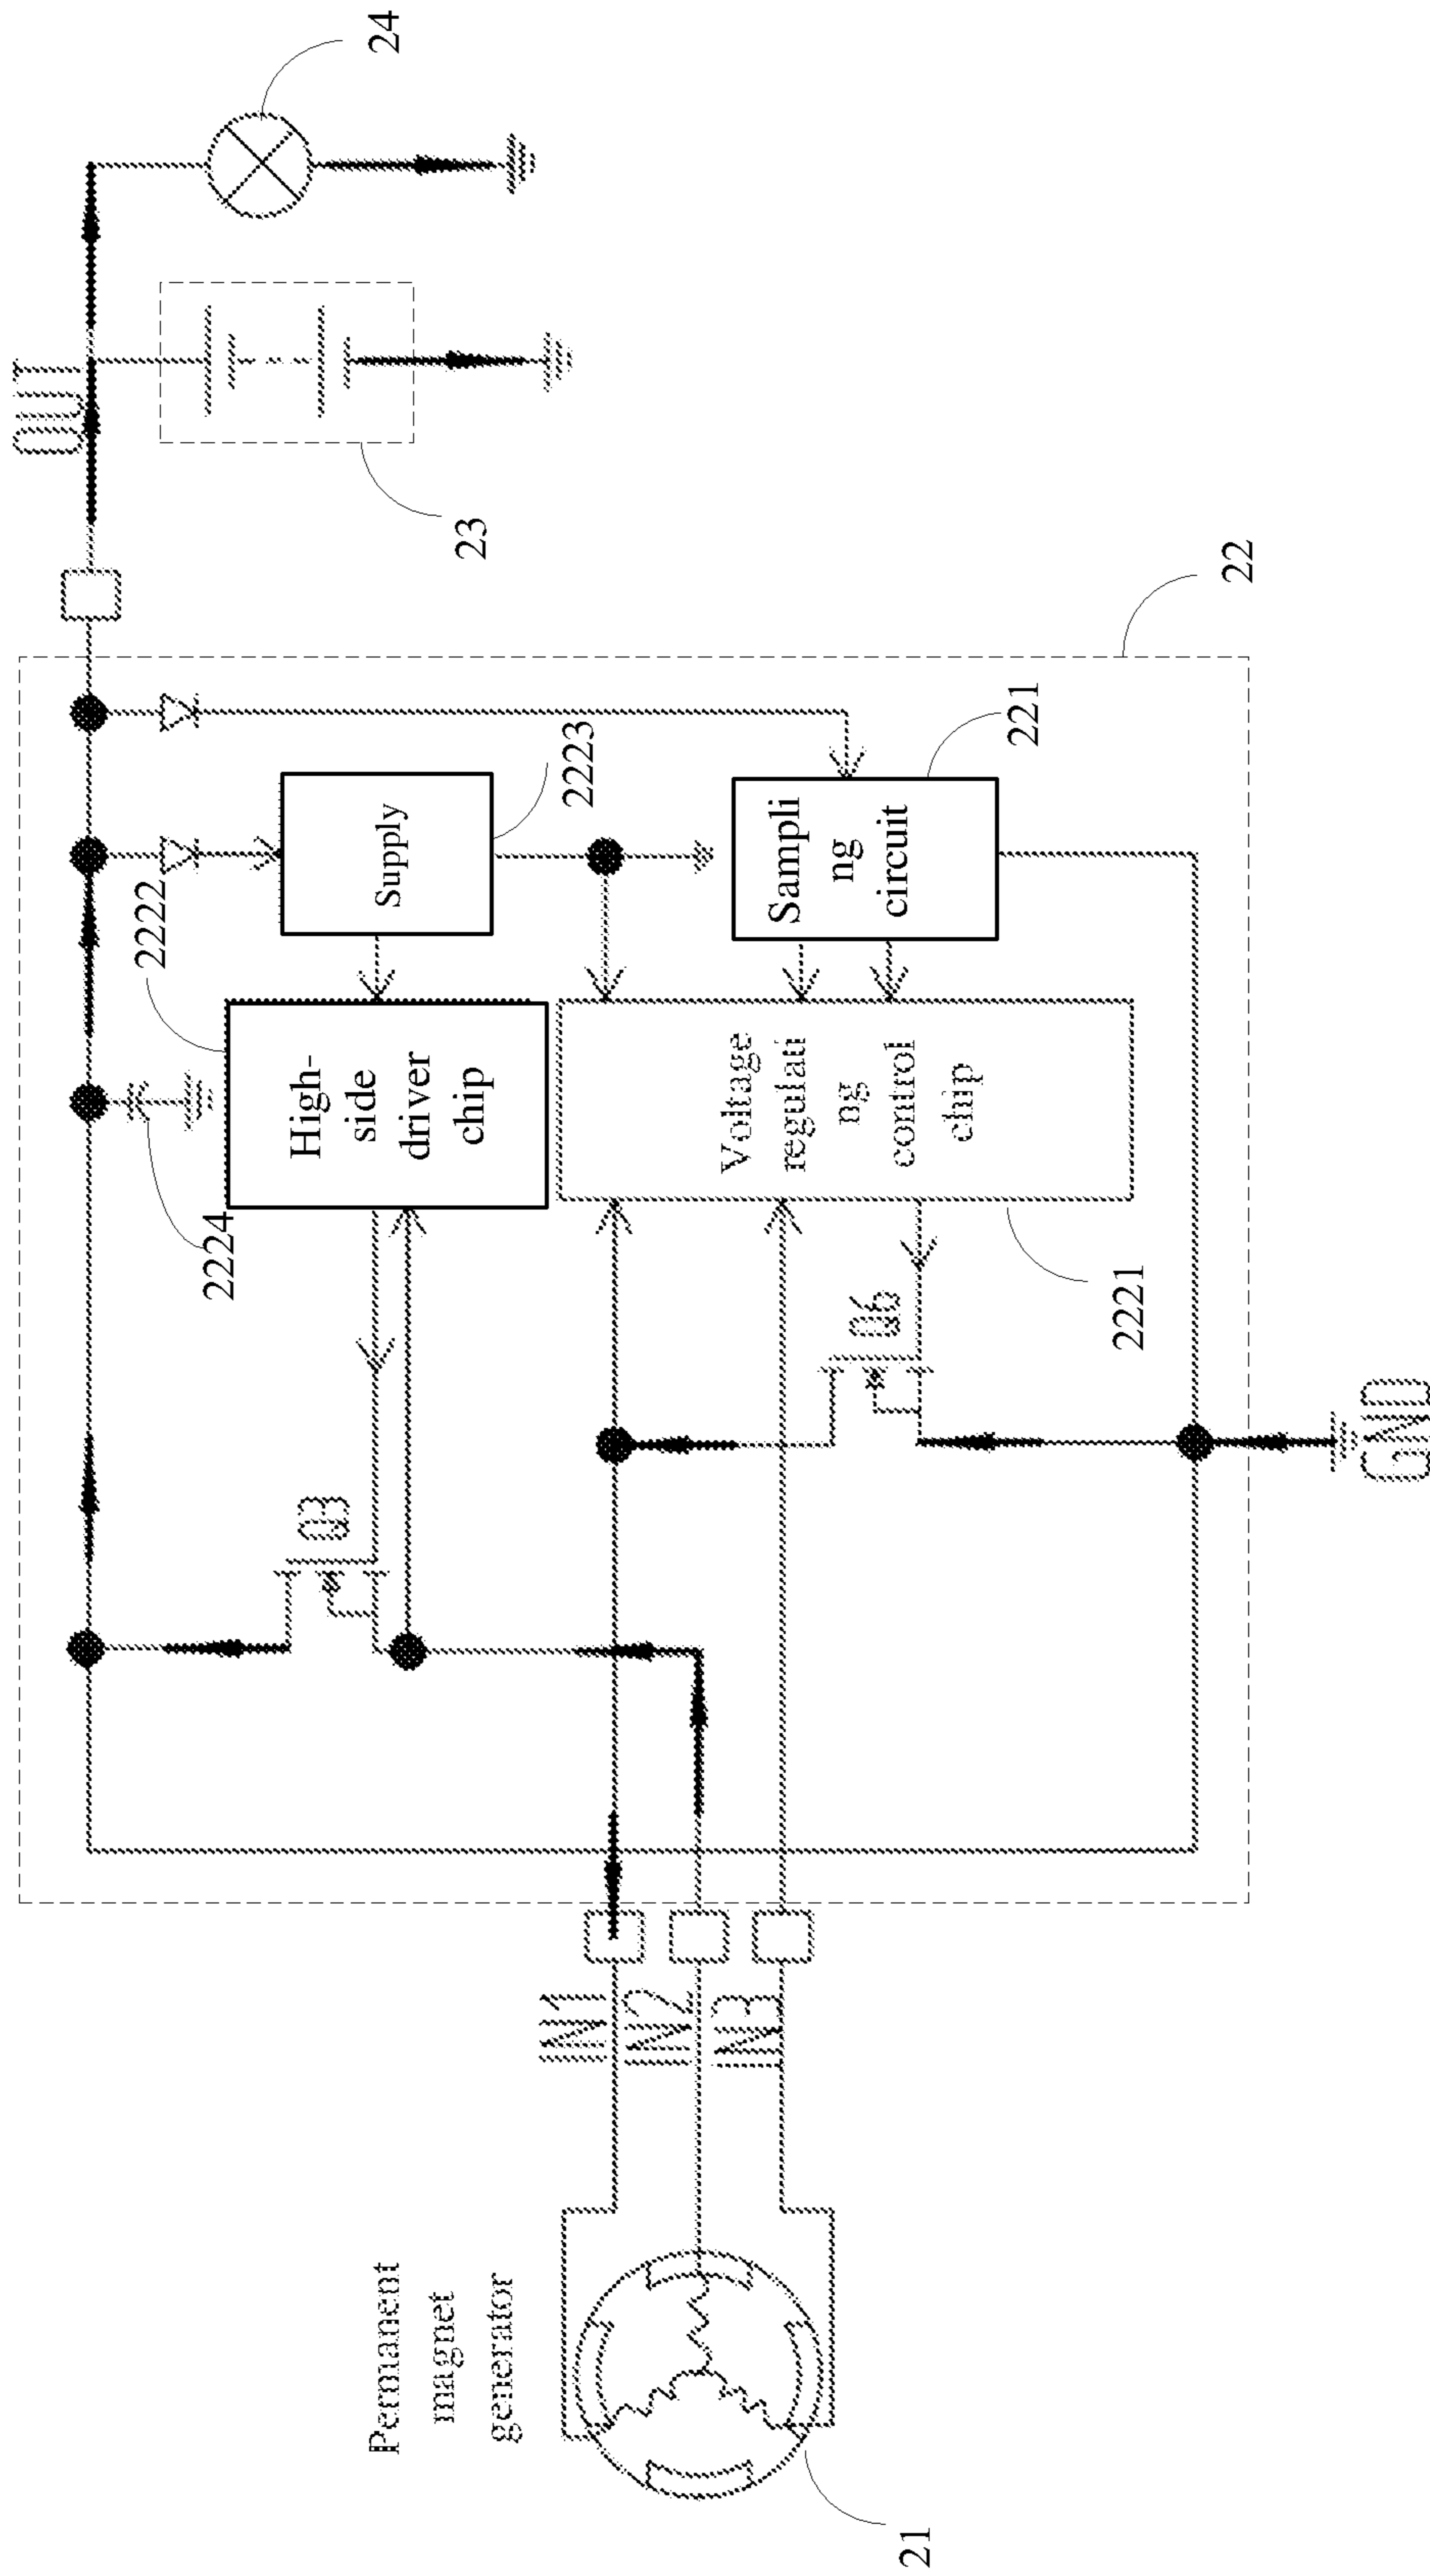 OUT
24
23
22
2222
2223
221
2224
2221
Supply
Sampli
ng
circuit
High-
side
driver
chip
Voltage
regulati
ng
control
chip
Q3
Q6
GND
IN1
IN2
IN3
Permanent
magnet
generator
21